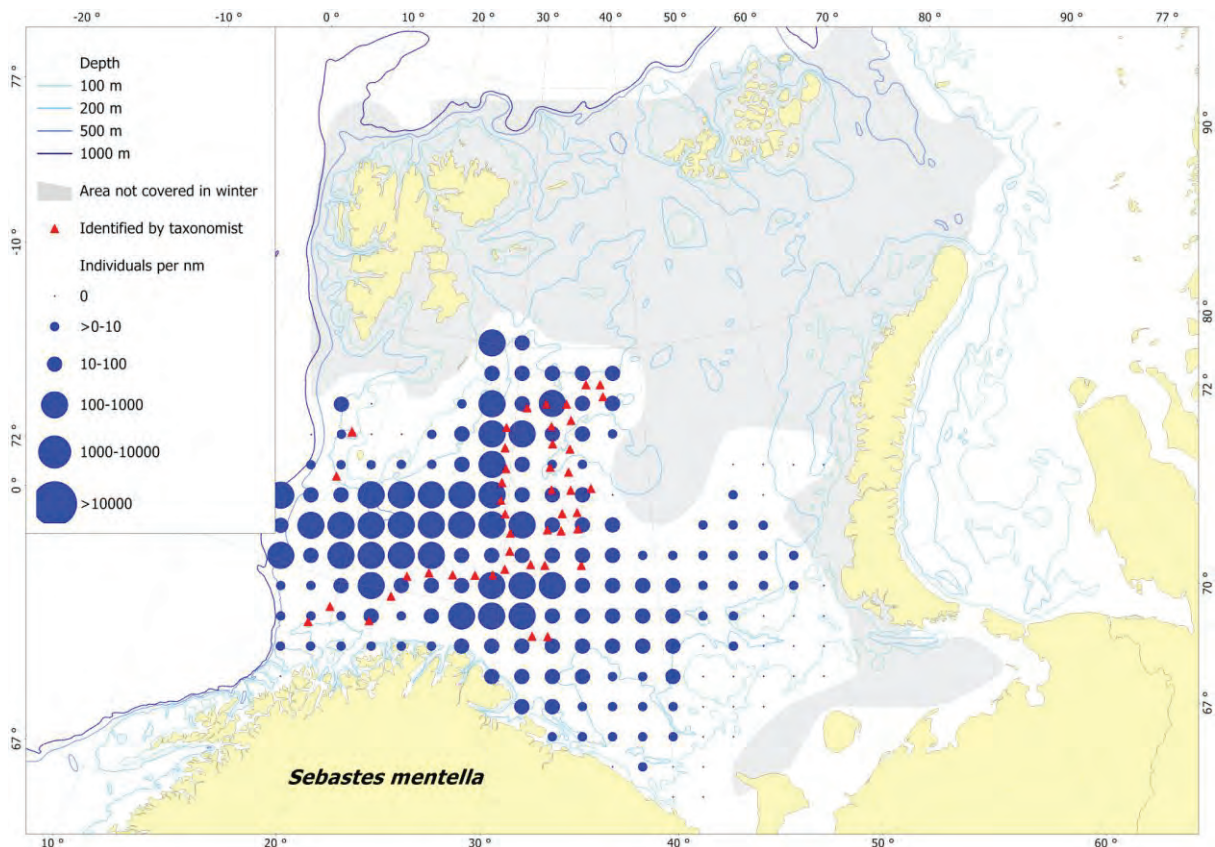 -20 ° -10 ° 0 ° 10 ° 20 ° 30 ° 40 ° 50 ° 60 ° 70 ° 80 ° 90 ° 77 °
Depth
100 m
200 m
500 m
1000 m
Area not covered in winter
Identified by taxonomist
Individuals per nm
0
>0-10
10-100
100-1000
1000-10000
>10000
77 °
-10 °
72 °
0 °
67 °
90 °
80 °
72 °
70 °
67 °
Sebastes mentella
10 ° 20 ° 30 ° 40 ° 50 ° 60 °